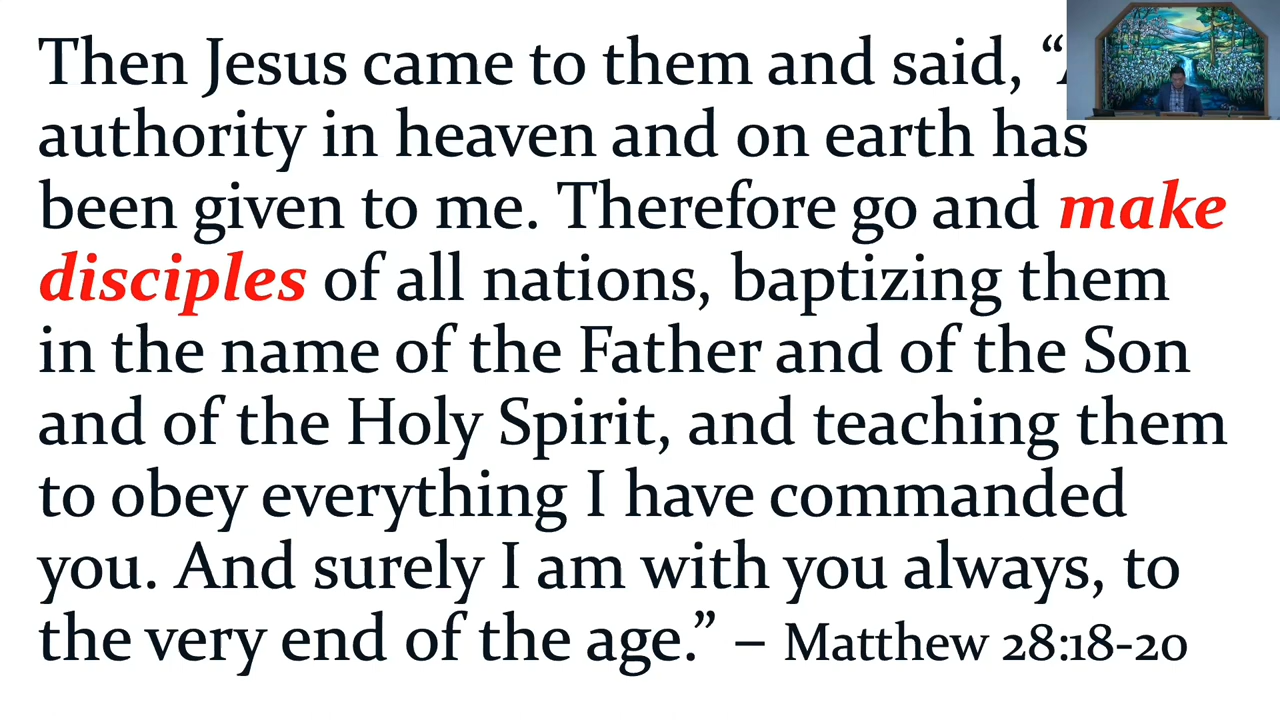 Then Jesus came to them and said, “
authority in heaven and on earth has
been given to me. Therefore go and make
disciples of all nations, baptizing them
in the name of the Father and of the Son
and of the Holy Spirit, and teaching them
to obey everything I have commanded
you. And surely I am with you always, to
the very end of the age.” – Matthew 28:18-20